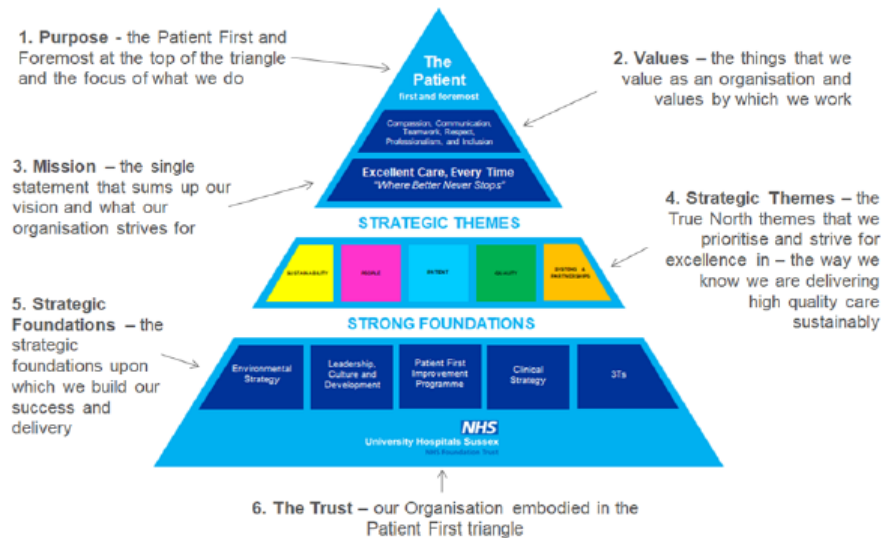 1. Purpose - the Patient First and
Foremost at the top of the triangle
and the focus of what we do
The
Patient
first and foremost
2. Values – the things that we
value as an organisation and
values by which we work
Compassion, Communication,
Teamwork, Respect,
Professionalism, and Inclusion
3. Mission – the single
statement that sums up our
vision and what our
organisation strives for
Excellent Care, Every Time
"Where Better Never Stops"
4. Strategic Themes – the
True North themes that we
prioritise and strive for
excellence in – the way we
know we are delivering
high quality care
sustainably
STRATEGIC THEMES
SUSTAINABILITY
PEOPLE
PATIENT
QUALITY
SYSTEMS &
PARTNERSHIPS
5. Strategic
Foundations – the
strategic
foundations upon
which we build our
success and
delivery
STRONG FOUNDATIONS
Environmental
Strategy
Leadership,
Culture and
Development
Patient First
Improvement
Programme
Clinical
Strategy
3Ts
NHS
University Hospitals Sussex
NHS Foundation Trust
6. The Trust – our Organisation embodied in the
Patient First triangle